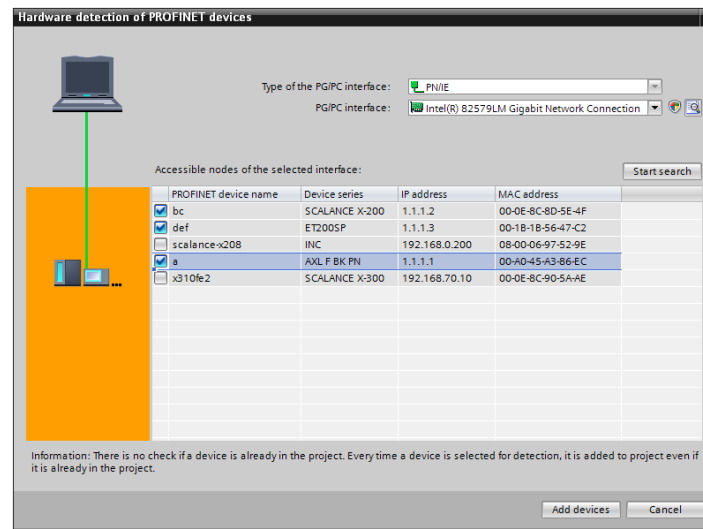 Hardware detection of PROFINET devices
Type of the PG/PC interface: PN/IE
PG/PC interface: Intel(R) 82579LM Gigabit Network Connection
Accessible nodes of the selected interface:
Start search
PROFINET device name Device series IP address MAC address
bc SCALANCE X-200 1.1.1.2 00-0E-8C-8D-5E-4F
def ET200SP 1.1.1.3 00-1B-1B-56-47-C2
scalance-x208 INC 192.168.0.200 08-00-06-97-52-9E
a AXL F BK PN 1.1.1.1 00-A0-45-A3-86-EC
x310fe2 SCALANCE X-300 192.168.70.10 00-0E-8C-90-5A-AE
...
Information: There is no check if a device is already in the project. Every time a device is selected for detection, it is added to project even if
it is already in the project.
Add devices Cancel